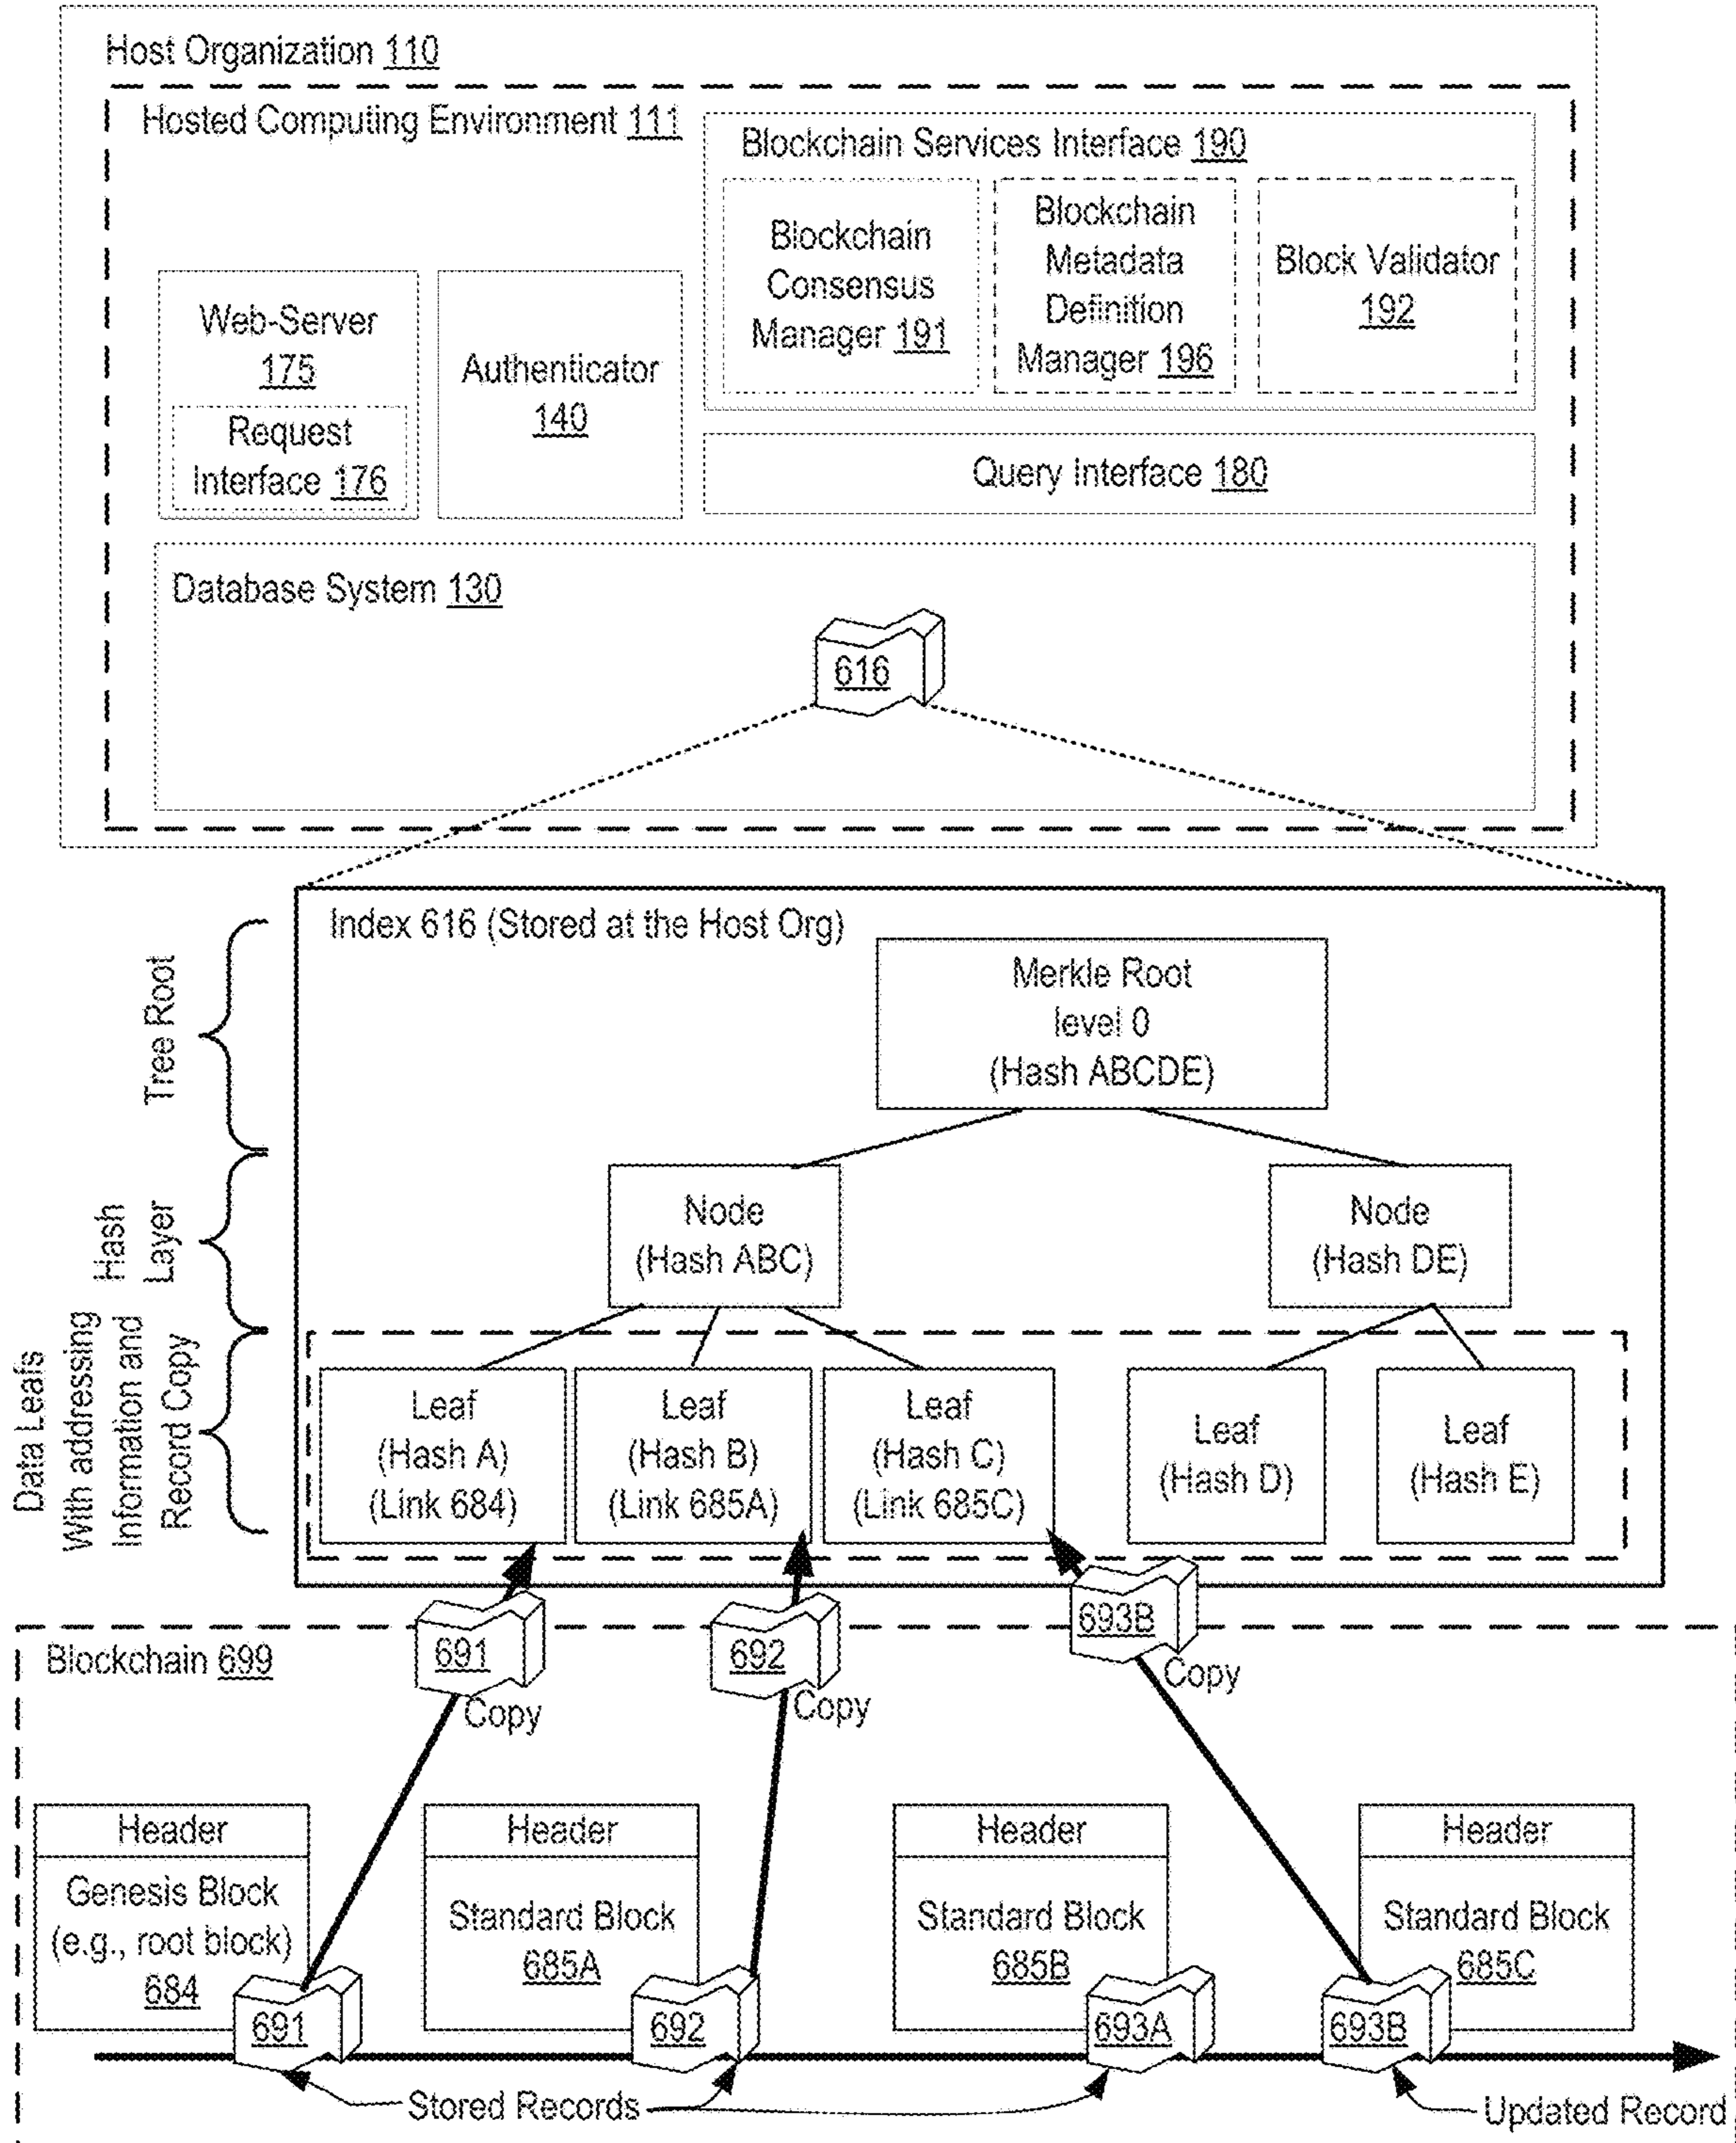 Host Organization 110
Hosted Computing Environment 111
Blockchain Services Interface 190
Blockchain
Consensus
Manager 191
Blockchain
Metadada
Definition
Manager 196
Block Validator
192
Web-Server
175
Request
Interface 176
Authenticator
140
Query Interface 180
Database System 130
616
Index 616 (Stored at the Host Org)
Tree Root
Merkle Root
level 0
(Hash ABCDE)
Hash
Layer
Node
(Hash ABC)
Node
(Hash DE)
Data Leafs
With addressing
Information and
Record Copy
Leaf
(Hash A)
(Link 684)
Leaf
(Hash B)
(Link 685A)
Leaf
(Hash C)
(Link 685C)
Leaf
(Hash D)
Leaf
(Hash E)
Blockchain 699
691
Copy
692
Copy
693B
Copy
Header
Genesis Block
(e.g., root block)
684
691
Header
Standard Block
685A
692
Header
Standard Block
685B
693A
Header
Standard Block
685C
693B
Stored Records
Updated Record